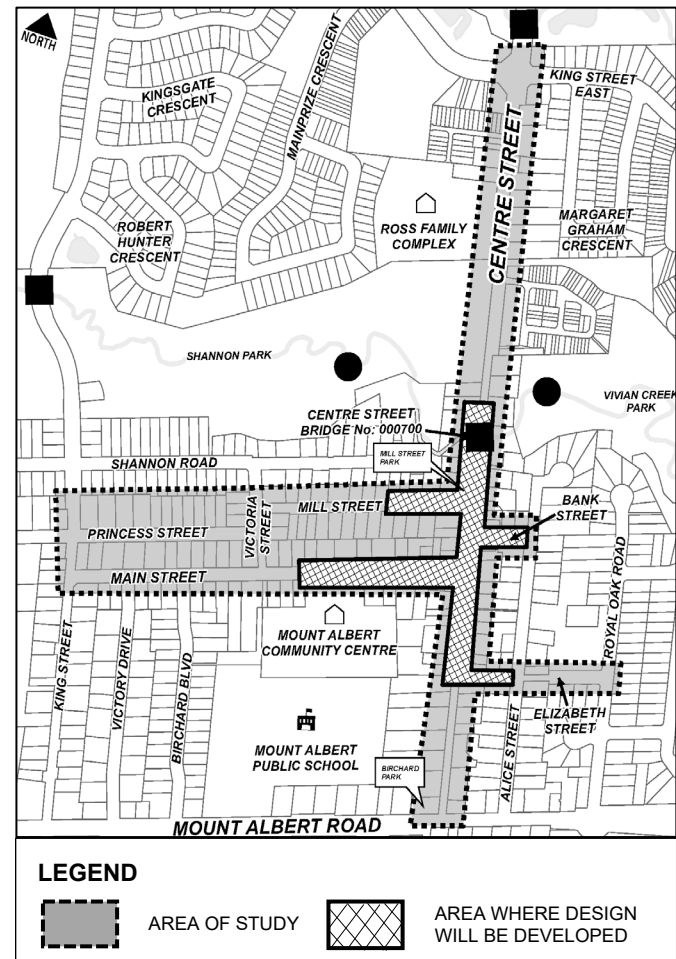 NORTH
KINGSGATE
CRESCENT
MAINPRIZE CRESCENT
KING STREET
EAST
CENTRE STREET
ROBERT
HUNTER
CRESCENT
ROSS FAMILY
COMPLEX
MARGARET
GRAHAM
CRESCENT
SHANNON PARK
VIVIAN CREEK
PARK
CENTRE STREET
BRIDGE No: 000700
MILL STREET
PARK
SHANNON ROAD
MILL STREET
VICTORIA
STREET
PRINCESS STREET
BANK
STREET
MAIN STREET
ROYAL OAK ROAD
MOUNT ALBERT
COMMUNITY CENTRE
KING STREET
VICTORY DRIVE
BIRCHARD BLVD
ELIZABETH
STREET
ALICE STREET
MOUNT ALBERT
PUBLIC SCHOOL
BIRCHARD
PARK
MOUNT ALBERT ROAD
LEGEND
AREA OF STUDY
AREA WHERE DESIGN
WILL BE DEVELOPED